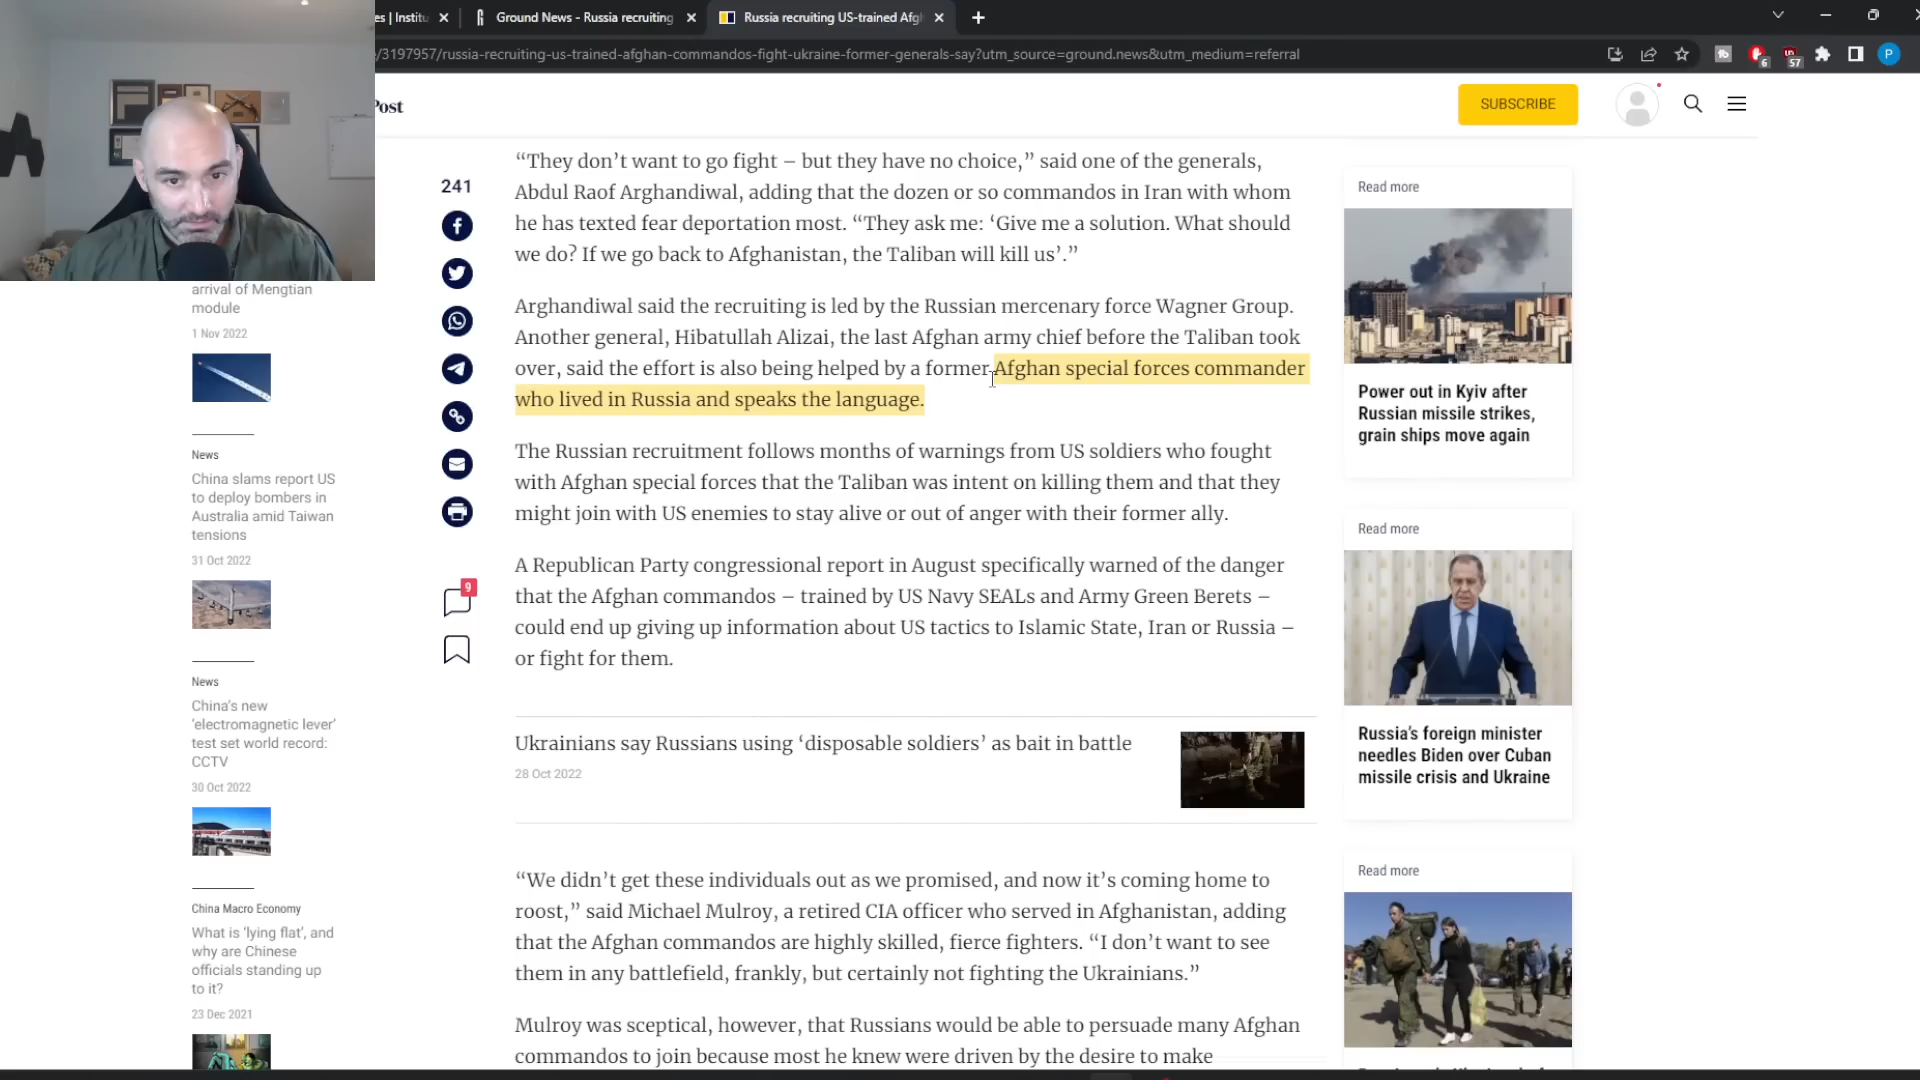 es | Institu
Ground News - Russia recruiting
Russia recruiting US-trained Afg
/3197957/russia-recruiting-us-trained-afghan-commandos-fight-ukraine-former-generals-say?utm_source=ground.news&utm_medium=referral
6
57
P
Post
SUBSCRIBE
241
9
“They don’t want to go fight – but they have no choice,” said one of the generals,
Abdul Raof Arghandiwal, adding that the dozen or so commandos in Iran with whom
he has texted fear deportation most. “They ask me: ‘Give me a solution. What should
we do? If we go back to Afghanistan, the Taliban will kill us’.”
Arghandiwal said the recruiting is led by the Russian mercenary force Wagner Group.
Another general, Hibatullah Alizai, the last Afghan army chief before the Taliban took
over, said the effort is also being helped by a former Afghan special forces commander
who lived in Russia and speaks the language.
The Russian recruitment follows months of warnings from US soldiers who fought
with Afghan special forces that the Taliban was intent on killing them and that they
might join with US enemies to stay alive or out of anger with their former ally.
A Republican Party congressional report in August specifically warned of the danger
that the Afghan commandos – trained by US Navy SEALs and Army Green Berets –
could end up giving up information about US tactics to Islamic State, Iran or Russia –
or fight for them.
Ukrainians say Russians using ‘disposable soldiers’ as bait in battle
28 Oct 2022
“We didn’t get these individuals out as we promised, and now it’s coming home to
roost,” said Michael Mulroy, a retired CIA officer who served in Afghanistan, adding
that the Afghan commandos are highly skilled, fierce fighters. “I don’t want to see
them in any battlefield, frankly, but certainly not fighting the Ukrainians.”
Mulroy was sceptical, however, that Russians would be able to persuade many Afghan
commandos to join because most he knew were driven by the desire to make
arrival of Mengtian
module
1 Nov 2022
News
China slams report US
to deploy bombers in
Australia amid Taiwan
tensions
31 Oct 2022
News
China’s new
‘electromagnetic lever’
test set world record:
CCTV
30 Oct 2022
China Macro Economy
What is ‘lying flat’, and
why are Chinese
officials standing up
to it?
23 Dec 2021
Read more
Power out in Kyiv after
Russian missile strikes,
grain ships move again
Read more
Russia’s foreign minister
needles Biden over Cuban
missile crisis and Ukraine
Read more